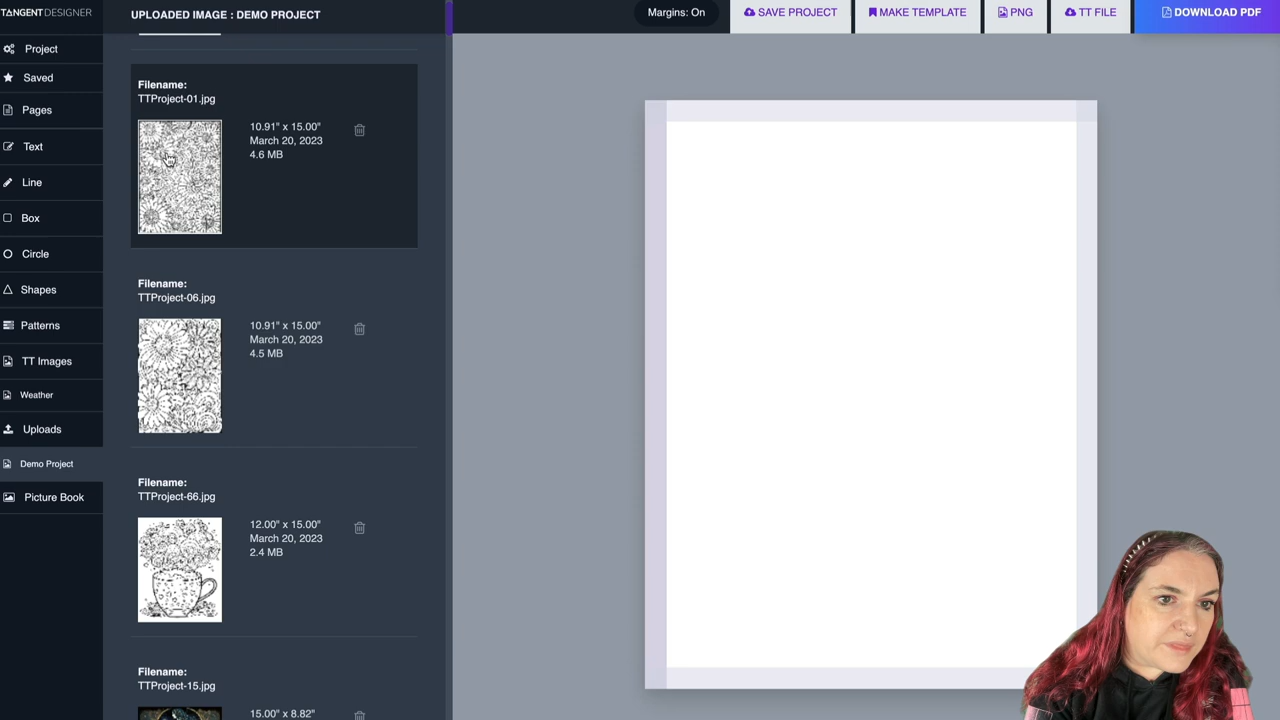 TANGENT DESIGNER
UPLOADED IMAGE : DEMO PROJECT
Margins: On
SAVE PROJECT
MAKE TEMPLATE
PNG
TT FILE
DOWNLOAD PDF
Project
Saved
Pages
Text
Line
Box
Circle
Shapes
Patterns
TT Images
Weather
Uploads
Demo Project
Picture Book
Filename:
TTProject-01.jpg
10.91" x 15.00"
March 20, 2023
4.6 MB
Filename:
TTProject-06.jpg
10.91" x 15.00"
March 20, 2023
4.5 MB
Filename:
TTProject-66.jpg
12.00" x 15.00"
March 20, 2023
2.4 MB
Filename:
TTProject-15.jpg
15.00" x 8.82"